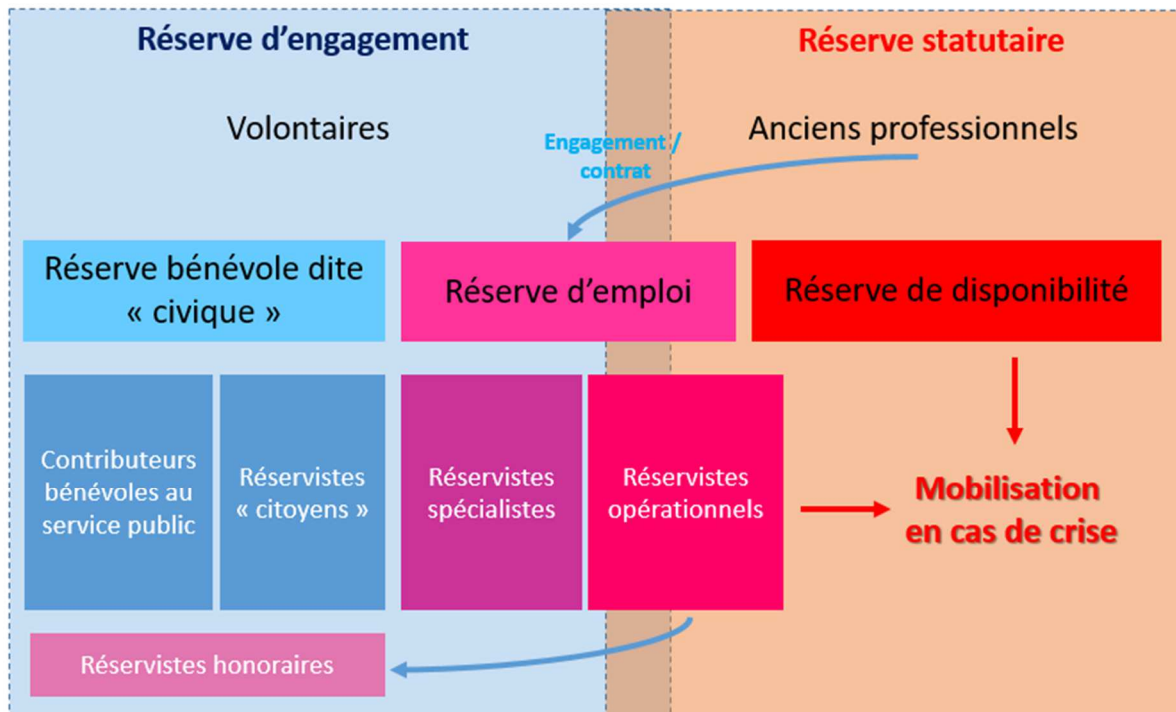 Réserve d’engagement
Réserve statutaire
Volontaires
Anciens professionnels
Engagement /
contrat
Réserve bénévole dite
« civique »
Réserve d’emploi
Réserve de disponibilité
Contributeurs
bénévoles au
service public
Réservistes
« citoyens »
Réservistes
spécialistes
Réservistes
opérationnels
Mobilisation
en cas de crise
Réservistes honoraires